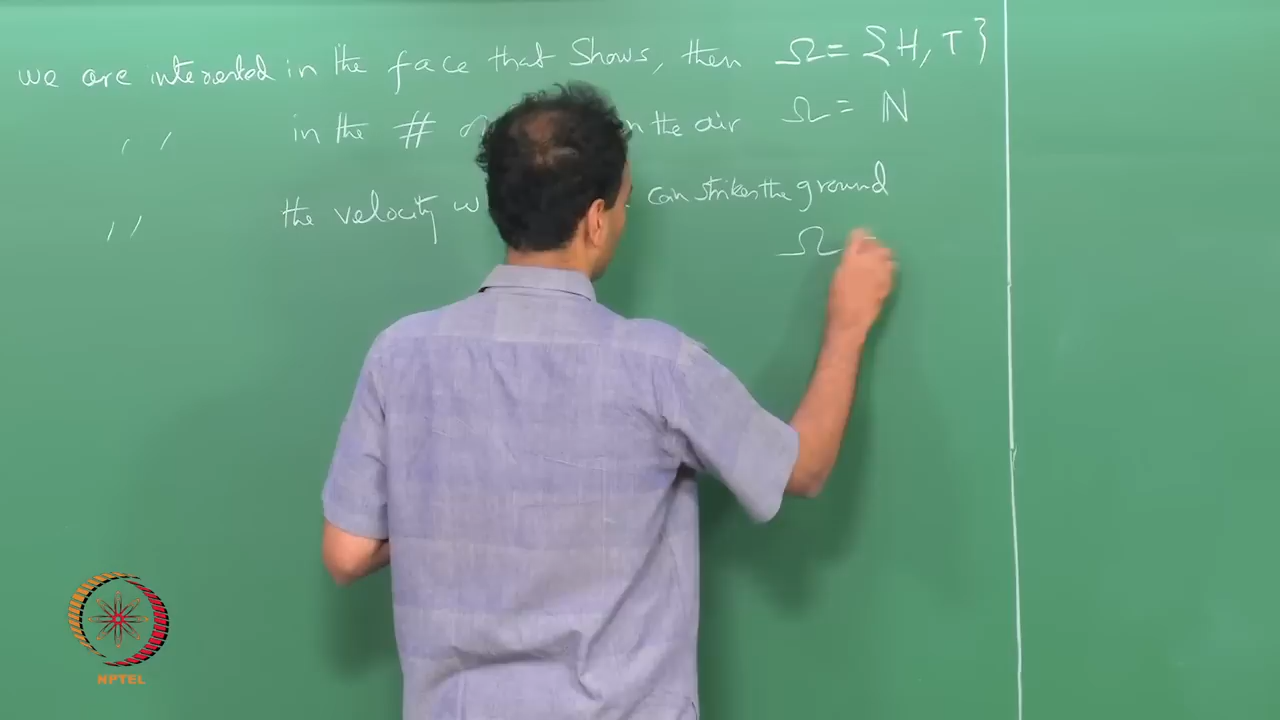 we are interested in the face that shows, then Ω = {H, T}
,, in the # in the air Ω = ℕ
,, the velocity can strikes the ground
Ω
NPTEL